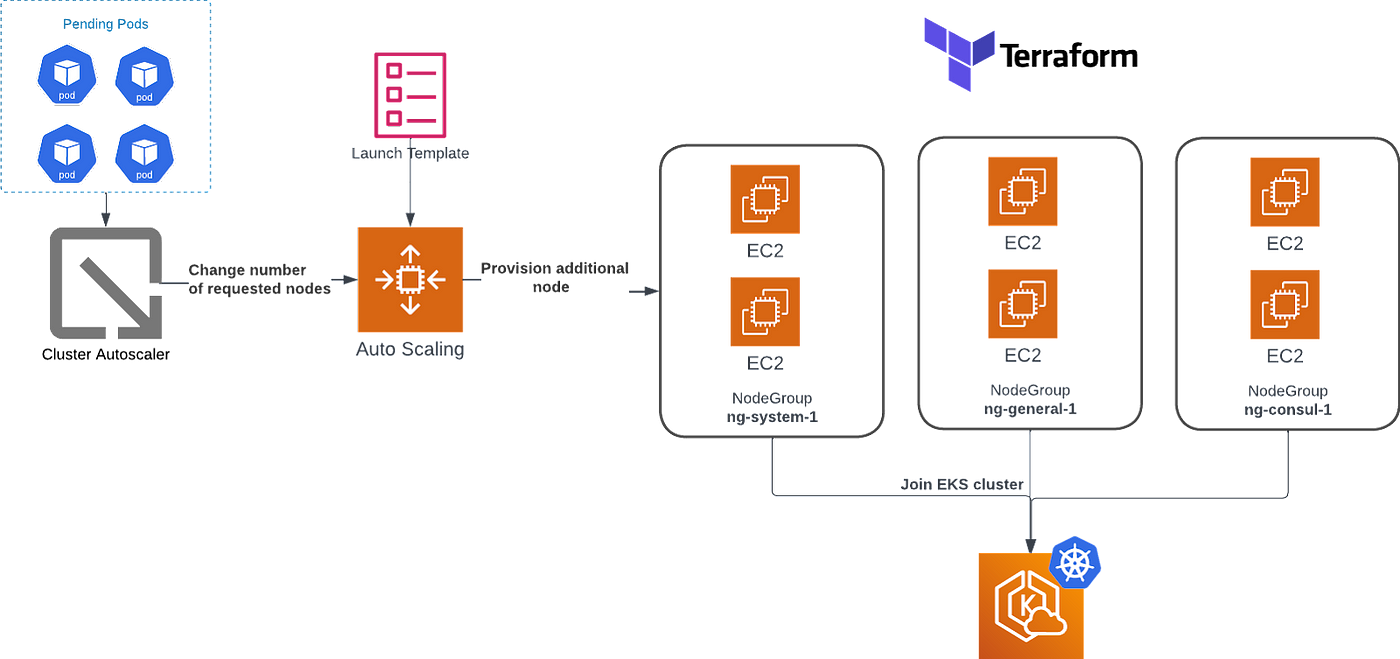 Pending Pods
pod
pod
pod
pod
Cluster Autoscaler
Change number
of requested nodes
Launch Template
Auto Scaling
Provision additional
node
Terraform
EC2
EC2
NodeGroup
ng-system-1
EC2
EC2
NodeGroup
ng-general-1
EC2
EC2
NodeGroup
ng-consul-1
Join EKS cluster
K